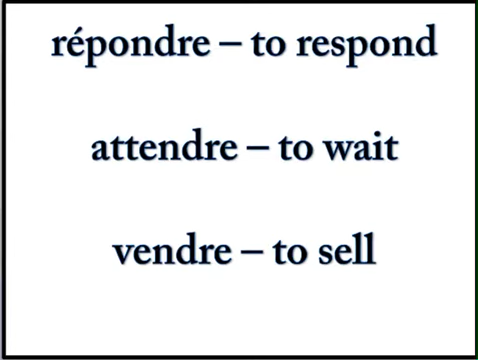 répondre – to respond
attendre – to wait
vendre – to sell